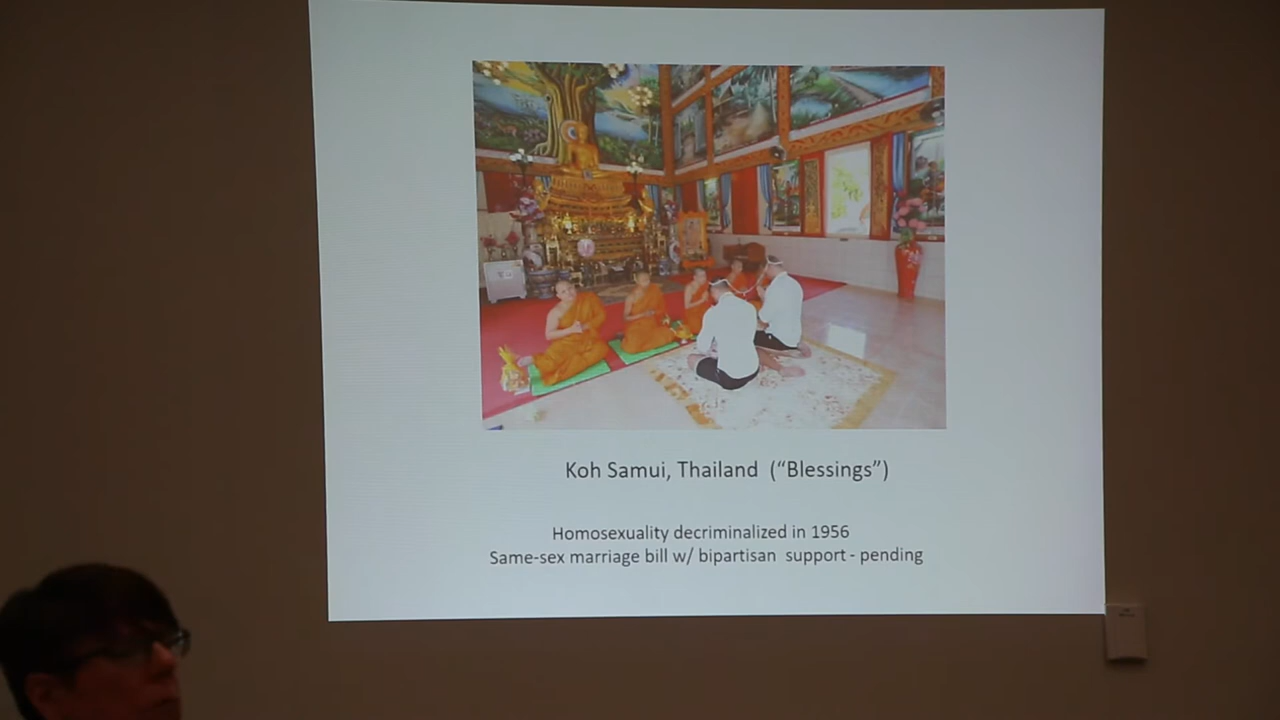 Koh Samui, Thailand ("Blessings")
Homosexuality decriminalized in 1956
Same-sex marriage bill w/ bipartisan support - pending